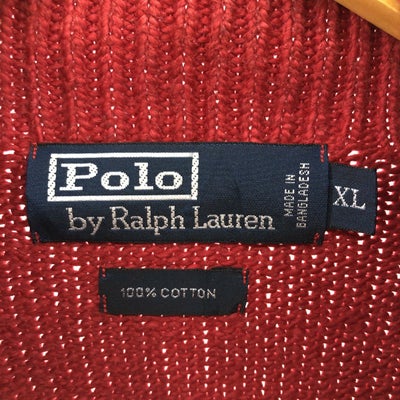 Polo
by Ralph Lauren
MADE IN
BANGLADESH
XL
100% COTTON